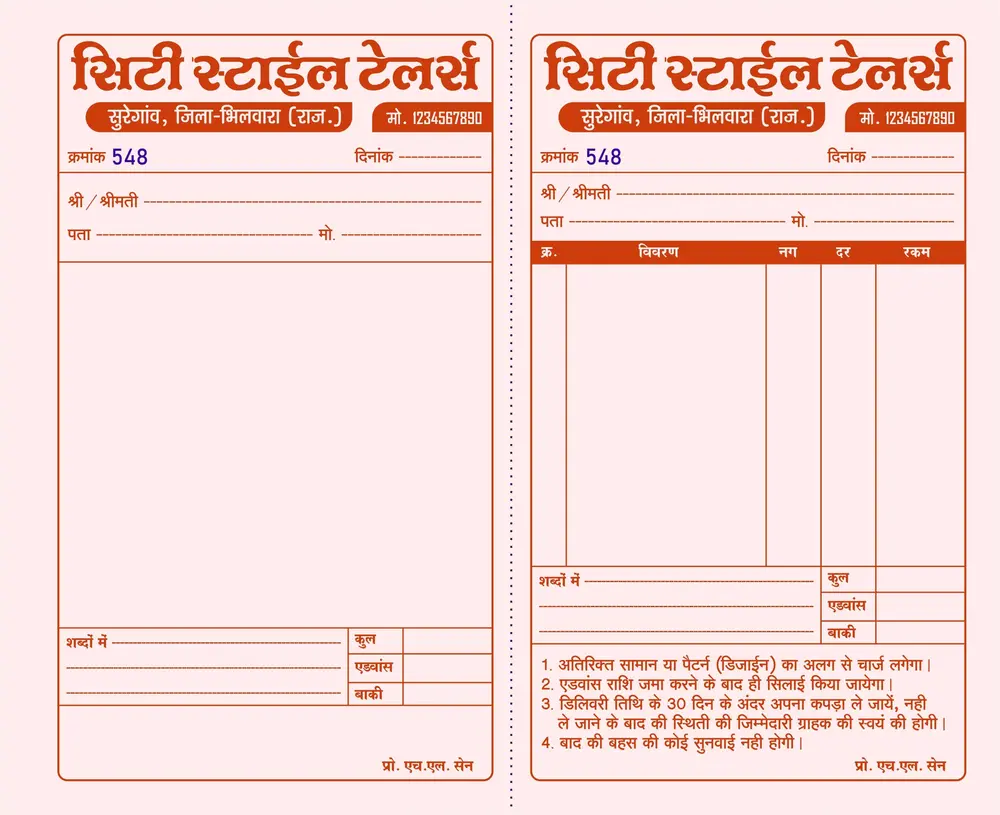 सिटी स्टाईल टेलर्स
सुरेगांव, जिला-भिलवारा (राज.) मो. 1234567890
क्रमांक 548 दिनांक
श्री / श्रीमती
पता मो.
शब्दों में कुल
एडवांस
बाकी
प्रो. एच.एल. सेन
सिटी स्टाईल टेलर्स
सुरेगांव, जिला-भिलवारा (राज.) मो. 1234567890
क्रमांक 548 दिनांक
श्री / श्रीमती
पता मो.
क्र. विवरण नग दर रकम
शब्दों में कुल
एडवांस
बाकी
1. अतिरिक्त सामान या पैटर्न (डिजाईन) का अलग से चार्ज लगेगा।
2. एडवांस राशि जमा करने के बाद ही सिलाई किया जायेगा।
3. डिलिवरी तिथि के 30 दिन के अंदर अपना कपड़ा ले जायें, नही
ले जाने के बाद की स्थिती की जिम्मेदारी ग्राहक की स्वयं की होगी।
4. बाद की बहस की कोई सुनवाई नही होगी।
प्रो. एच.एल. सेन